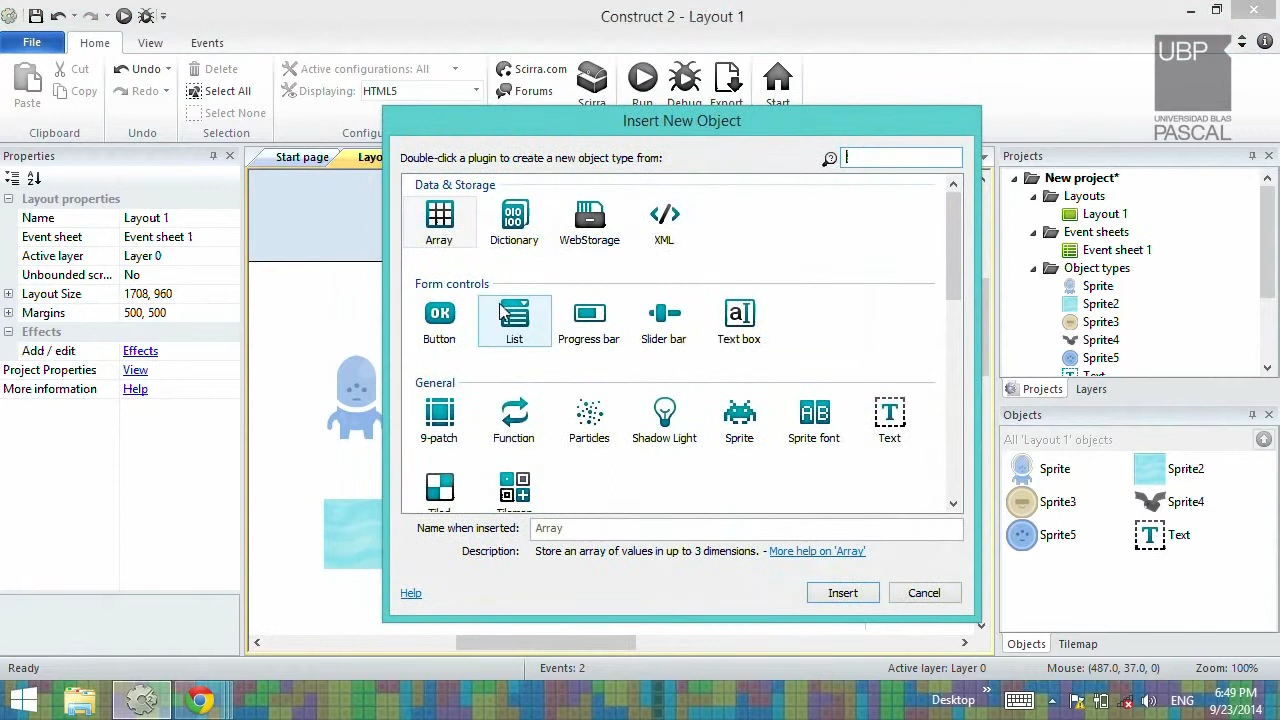 Construct 2 - Layout 1
File Home View Events
Paste Cut Copy Clipboard
Undo Redo Undo
Delete Select All Select None Selection
Active configurations: All
Displaying: HTML5
Configu
Scirra.com Forums Scirra
Run Debug Export Start
UBP
UNIVERSIDAD BLAS
PASCAL
Properties
Layout properties
Name Layout 1
Event sheet Event sheet 1
Active layer Layer 0
Unbounded scr... No
Layout Size 1708, 960
Margins 500, 500
Effects
Add / edit Effects
Project Properties View
More information Help
Start page Layo
Insert New Object
Double-click a plugin to create a new object type from:
Data & Storage
Array Dictionary WebStorage XML
Form controls
Button List Progress bar Slider bar Text box
General
9-patch Function Particles Shadow Light Sprite Sprite font Text
Tiled Tilemap
Name when inserted: Array
Description: Store an array of values in up to 3 dimensions. - More help on 'Array'
Help Insert Cancel
Projects
New project*
Layouts
Layout 1
Event sheets
Event sheet 1
Object types
Sprite
Sprite2
Sprite3
Sprite4
Sprite5
Text
Projects Layers
Objects
All 'Layout 1' objects
Sprite Sprite2
Sprite3 Sprite4
Sprite5 Text
Objects Tilemap
Ready Events: 2 Active layer: Layer 0 Mouse: (487.0, 37.0, 0) Zoom: 100%
Desktop » ENG 6:49 PM
9/23/2014